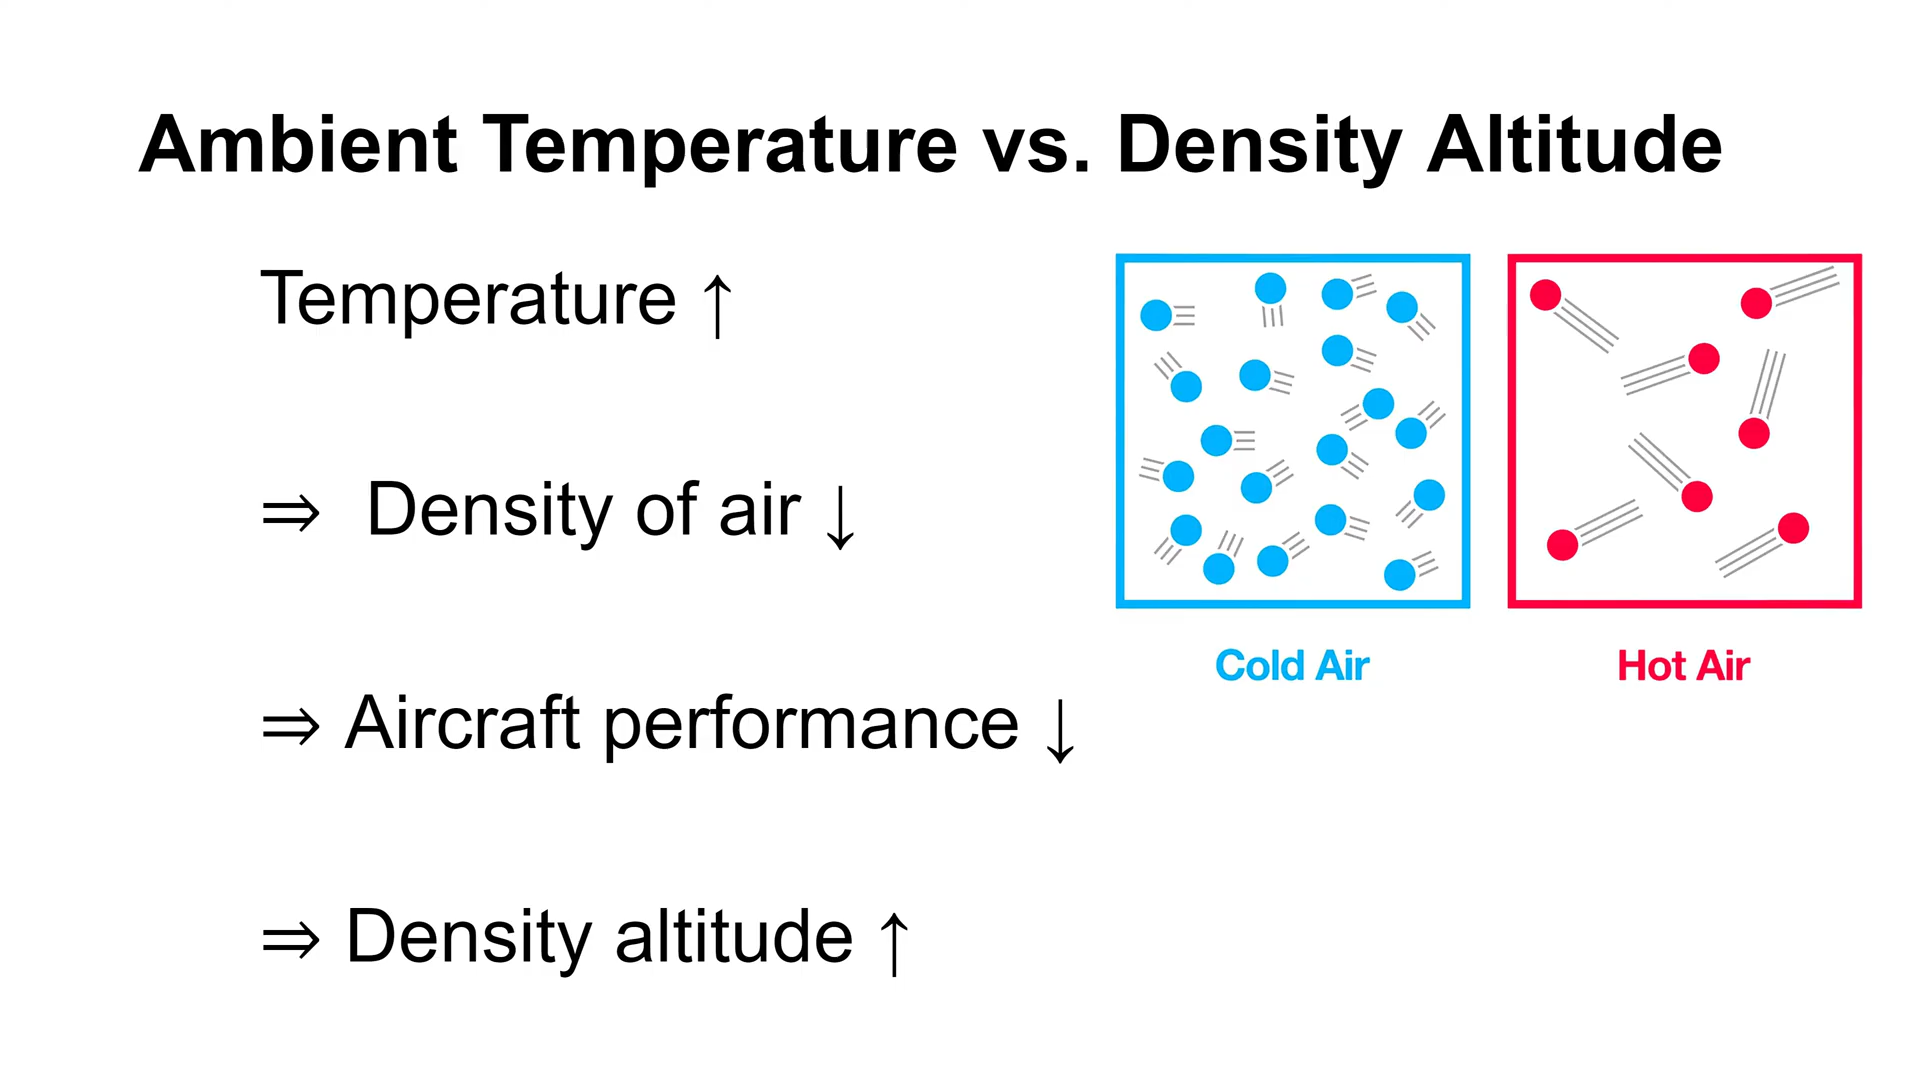 Ambient Temperature vs. Density Altitude
Temperature ↑
⇒ Density of air ↓
⇒ Aircraft performance ↓
⇒ Density altitude ↑
Cold Air
Hot Air